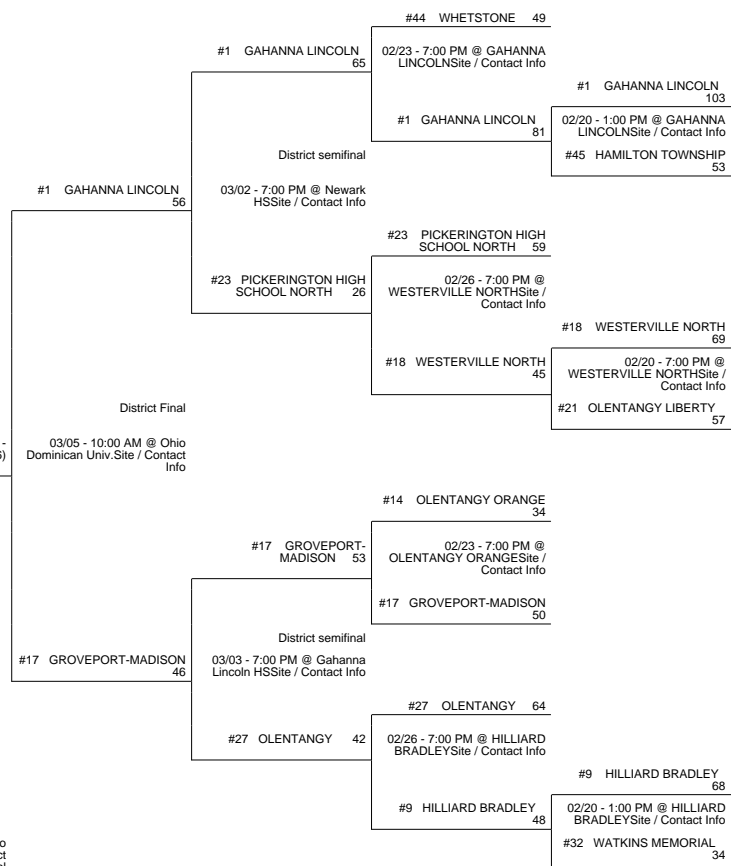 #44 WHETSTONE 49
#1 GAHANNA LINCOLN
65
02/23 - 7:00 PM @ GAHANNA
LINCOLNSite / Contact Info
#1 GAHANNA LINCOLN
103
#1 GAHANNA LINCOLN
81
02/20 - 1:00 PM @ GAHANNA
LINCOLNSite / Contact Info
District semifinal
#45 HAMILTON TOWNSHIP
53
#1 GAHANNA LINCOLN
56
03/02 - 7:00 PM @ Newark
HSSite / Contact Info
#23 PICKERINGTON HIGH
SCHOOL NORTH 59
#23 PICKERINGTON HIGH
SCHOOL NORTH 26
02/26 - 7:00 PM @
WESTERVILLE NORTHSite /
Contact Info
#18 WESTERVILLE NORTH
69
#18 WESTERVILLE NORTH
45
02/20 - 7:00 PM @
WESTERVILLE NORTHSite /
Contact Info
District Final
#21 OLENTANGY LIBERTY
57
-
6)
03/05 - 10:00 AM @ Ohio
Dominican Univ.Site / Contact
Info
#14 OLENTANGY ORANGE
34
#17 GROVEPORT-
MADISON 53
02/23 - 7:00 PM @
OLENTANGY ORANGESite /
Contact Info
#17 GROVEPORT-MADISON
50
District semifinal
#17 GROVEPORT-MADISON
46
03/03 - 7:00 PM @ Gahanna
Lincoln HSSite / Contact Info
#27 OLENTANGY 64
#27 OLENTANGY 42
02/26 - 7:00 PM @ HILLIARD
BRADLEYSite / Contact Info
#9 HILLIARD BRADLEY
68
#9 HILLIARD BRADLEY
48
02/20 - 1:00 PM @ HILLIARD
BRADLEYSite / Contact Info
#32 WATKINS MEMORIAL
34